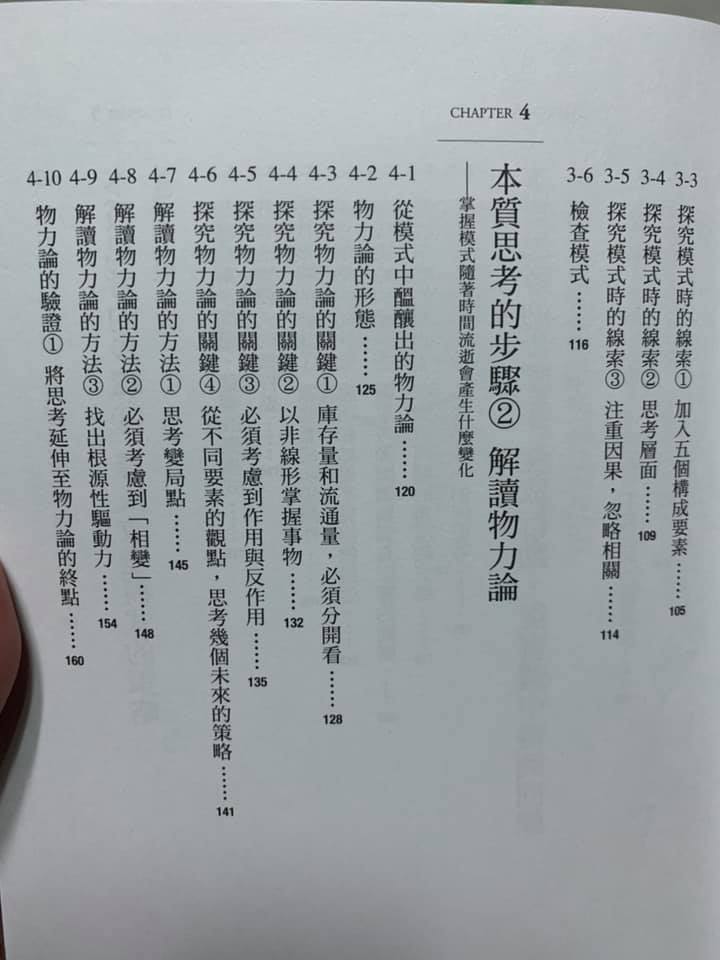 3-3 探究模式時的線索① 加入五個構成要素……105
3-4 探究模式時的線索② 思考層面……109
3-5 探究模式時的線索③ 注重因果，忽略相關……114
3-6 檢查模式……116
CHAPTER 4
本質思考的步驟② 解讀物力論
——掌握模式隨著時間流逝會產生什麼變化
4-1 從模式中醞釀出的物力論……120
4-2 物力論的形態……125
4-3 探究物力論的關鍵① 庫存量和流通量，必須分開看……128
4-4 探究物力論的關鍵② 以非線形掌握事物……132
4-5 探究物力論的關鍵③ 必須考慮到作用與反作用……135
4-6 探究物力論的關鍵④ 從不同要素的觀點，思考幾個未來的策略……141
4-7 解讀物力論的方法① 思考變局點……145
4-8 解讀物力論的方法② 必須考慮到「相變」……148
4-9 解讀物力論的方法③ 找出根源性驅動力……154
4-10 物力論的驗證① 將思考延伸至物力論的終點……160